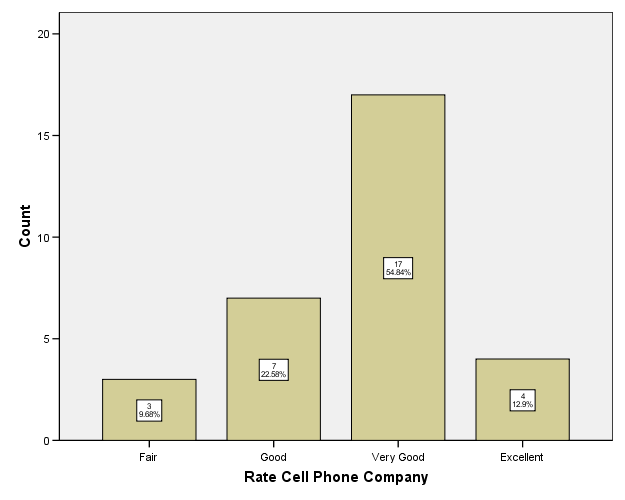 20
15
10
5
0
Count
3
9.68%
7
22.58%
17
54.84%
4
12.9%
Fair
Good
Very Good
Excellent
Rate Cell Phone Company